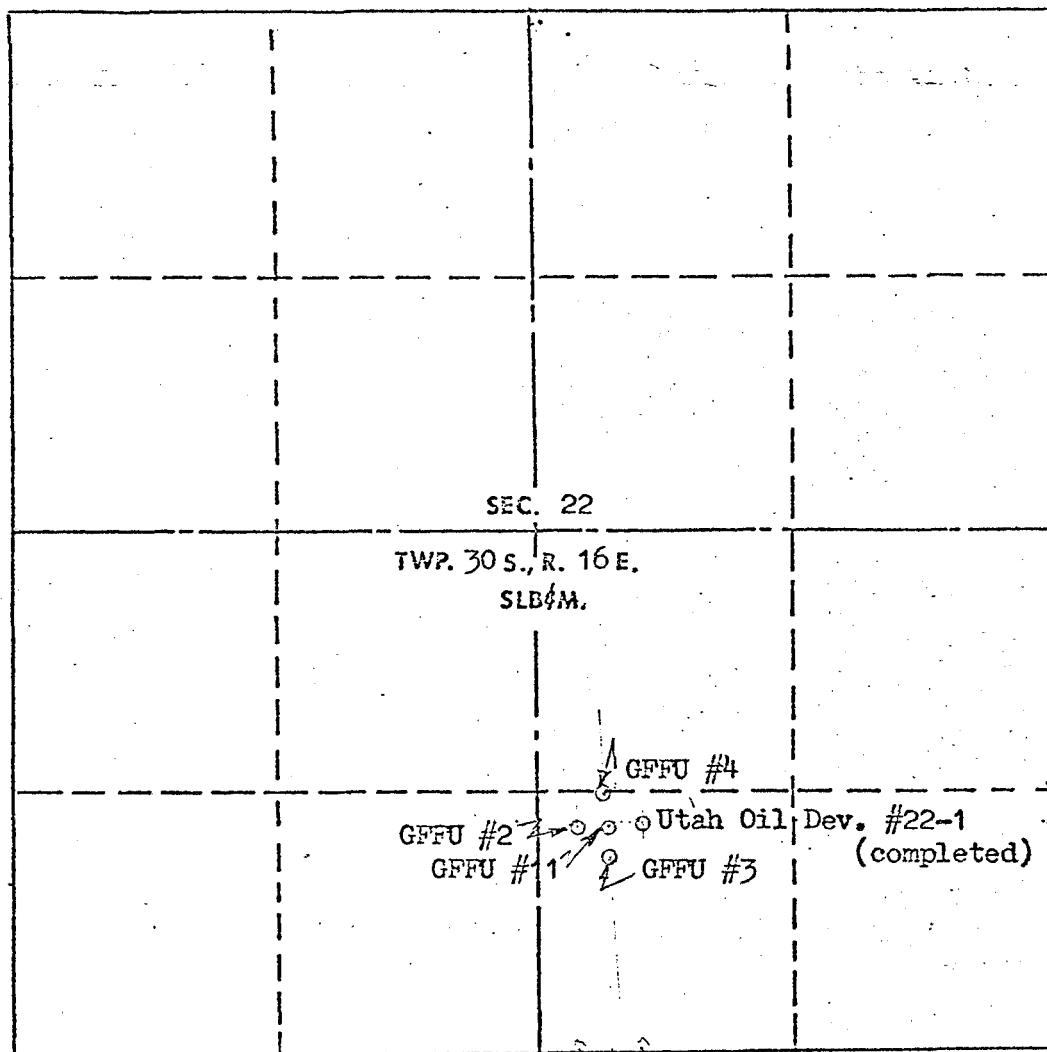 SEC. 22
TWP. 30 S., R. 16 E.
SLB&M.
GFFU #4
Utah Oil Dev. #22-1
(completed)
GFFU #2
GFFU #11
GFFU #3